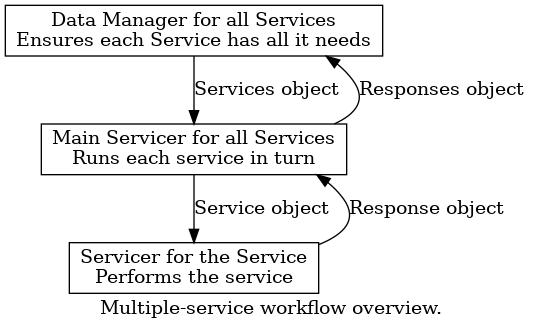 Data Manager for all Services
Ensures each Service has all it needs
Services object
Responses object
Main Servicer for all Services
Runs each service in turn
Service object
Response object
Servicer for the Service
Performs the service
Multiple-service workflow overview.